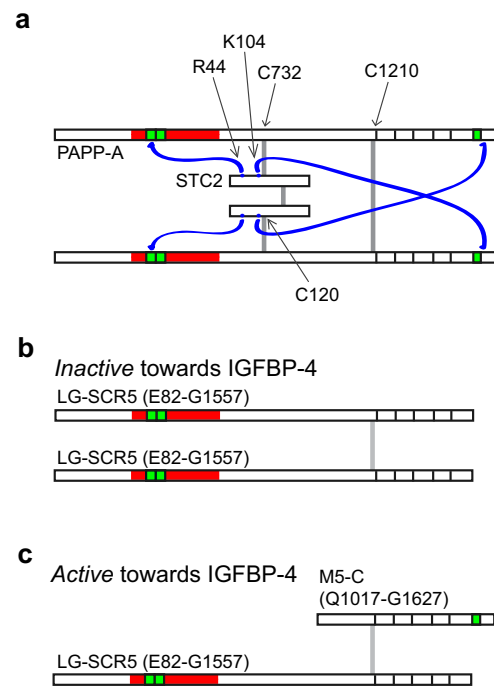 a
K104
R44
C732
C1210
PAPP-A
STC2
C120
b
Inactive towards IGFBP-4
LG-SCR5 (E82-G1557)
LG-SCR5 (E82-G1557)
c
Active towards IGFBP-4
M5-C
(Q1017-G1627)
LG-SCR5 (E82-G1557)